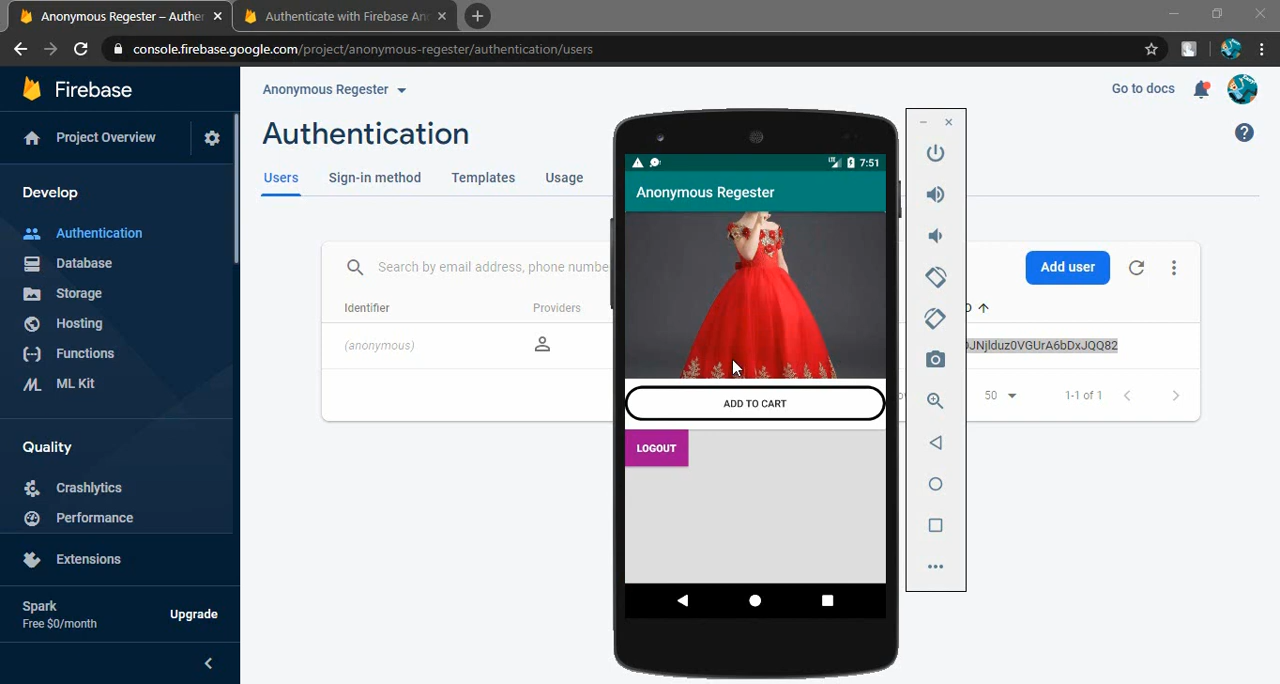 Anonymous Regester – Auther
Authenticate with Firebase An
console.firebase.google.com/project/anonymous-regester/authentication/users
Firebase
Project Overview
Develop
Authentication
Database
Storage
Hosting
Functions
ML Kit
Quality
Crashlytics
Performance
Extensions
Spark
Free $0/month
Upgrade
Anonymous Regester
Go to docs
Authentication
Users
Sign-in method
Templates
Usage
Search by email address, phone numbe
Add user
Identifier
Providers
(anonymous)
JNjlduz0VGUrA6bDxJQQ82
50
1-1 of 1
7:51
Anonymous Regester
ADD TO CART
LOGOUT